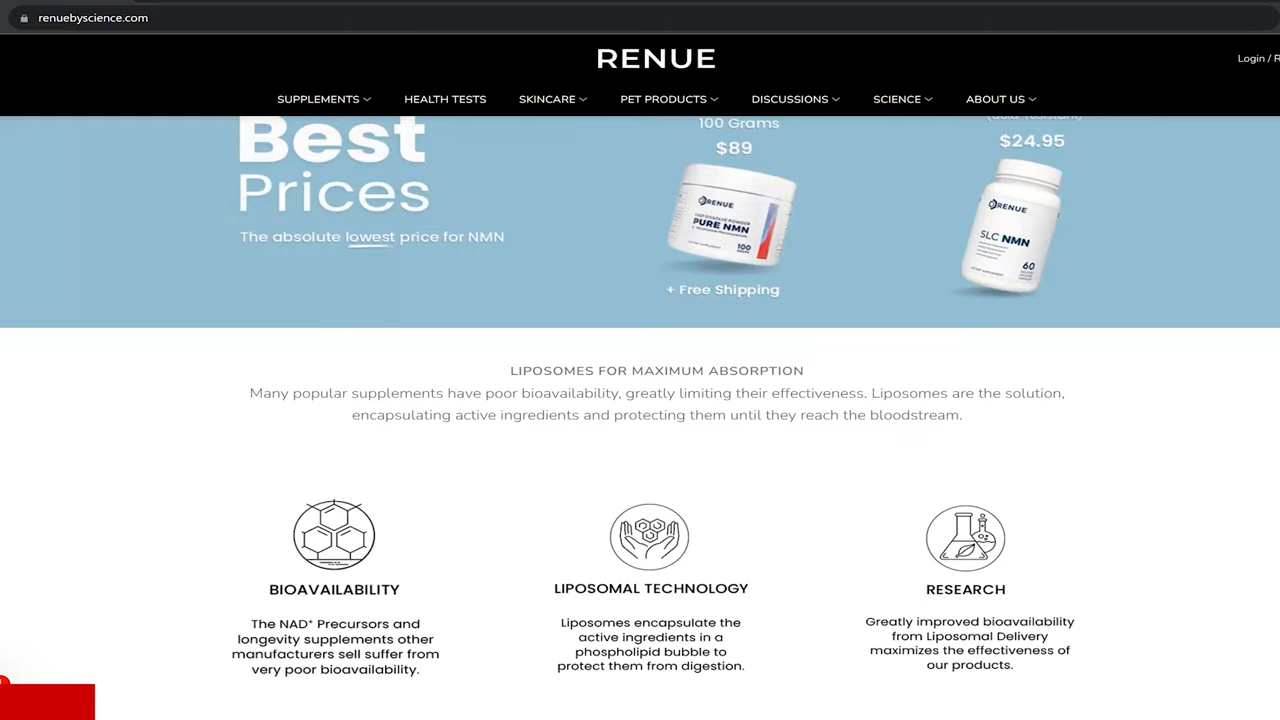 renuebyscience.com
RENUE
Login / R
SUPPLEMENTS
HEALTH TESTS
SKINCARE
PET PRODUCTS
DISCUSSIONS
SCIENCE
ABOUT US
Best
Prices
The absolute lowest price for NMN
100 Grams
$89
RENUE
FAST DISSOLVE POWDER
PURE NMN
100
GRAMS
+ Free Shipping
$24.95
RENUE
SLC NMN
60
LIPOSOMES FOR MAXIMUM ABSORPTION
Many popular supplements have poor bioavailability, greatly limiting their effectiveness. Liposomes are the solution,
encapsulating active ingredients and protecting them until they reach the bloodstream.
BIOAVAILABILITY
The NAD+ Precursors and
longevity supplements other
manufacturers sell suffer from
very poor bioavailability.
LIPOSOMAL TECHNOLOGY
Liposomes encapsulate the
active ingredients in a
phospholipid bubble to
protect them from digestion.
RESEARCH
Greatly improved bioavailability
from Liposomal Delivery
maximizes the effectiveness of
our products.